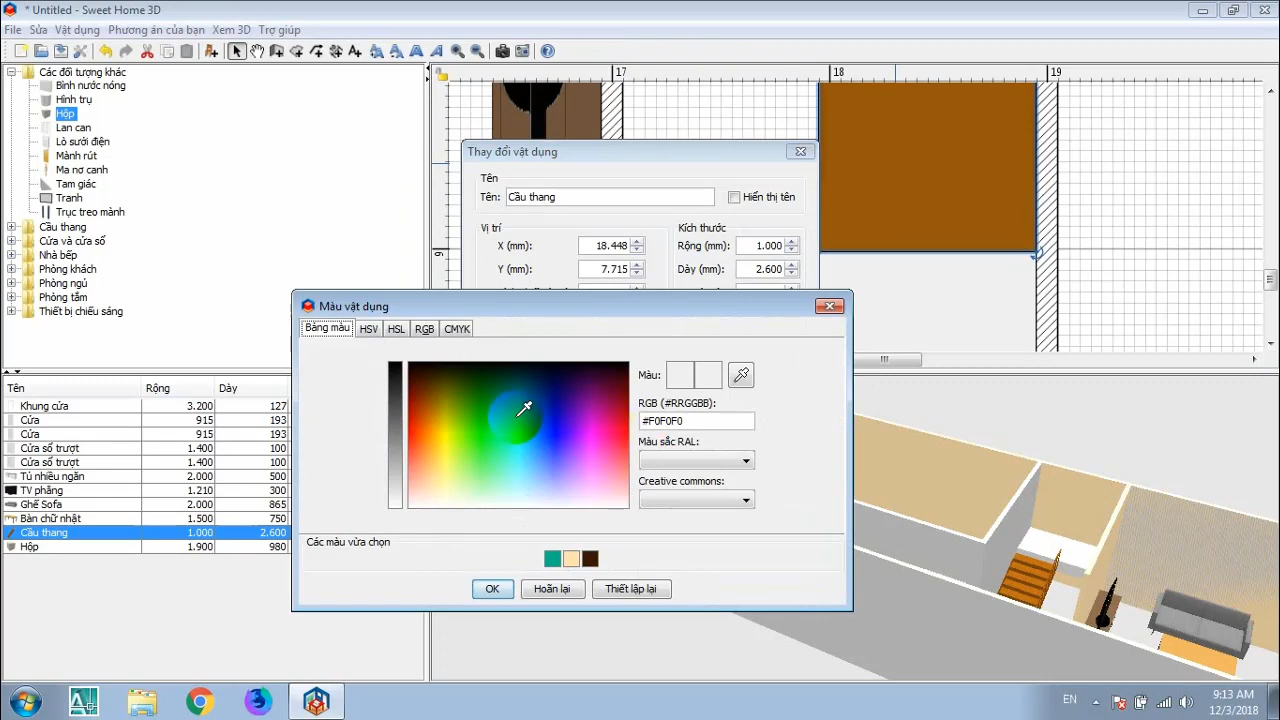 * Untitled - Sweet Home 3D
File Sửa Vật dụng Phương án của bạn Xem 3D Trợ giúp
Các đối tượng khác
Bình nước nóng
Hình trụ
Hộp
Lan can
Lò sưởi điện
Mành rút
Ma nơ canh
Tam giác
Tranh
Trục treo mành
Cầu thang
Cửa và cửa sổ
Nhà bếp
Phòng khách
Phòng ngủ
Phòng tắm
Thiết bị chiếu sáng
17 18 19
9
Thay đổi vật dụng
Tên
Tên: Cầu thang Hiển thị tên
Vị trí Kích thước
X (mm): 18.448 Rộng (mm): 1.000
Y (mm): 7.715 Dày (mm): 2.600
Màu vật dụng
Bảng màu HSV HSL RGB CMYK
Màu:
RGB (#RRGGBB):
#F0F0F0
Màu sắc RAL:
Creative commons:
Các màu vừa chọn
OK Hoãn lại Thiết lập lại
Tên Rộng Dày
Khung cửa 3.200 127
Cửa 915 193
Cửa 915 193
Cửa sổ trượt 1.400 100
Cửa sổ trượt 1.400 100
Tủ nhiều ngăn 2.000 500
TV phẳng 1.210 300
Ghế Sofa 2.000 865
Bàn chữ nhật 1.500 750
Cầu thang 1.000 2.600
Hộp 1.900 980
EN
9:13 AM
12/3/2018